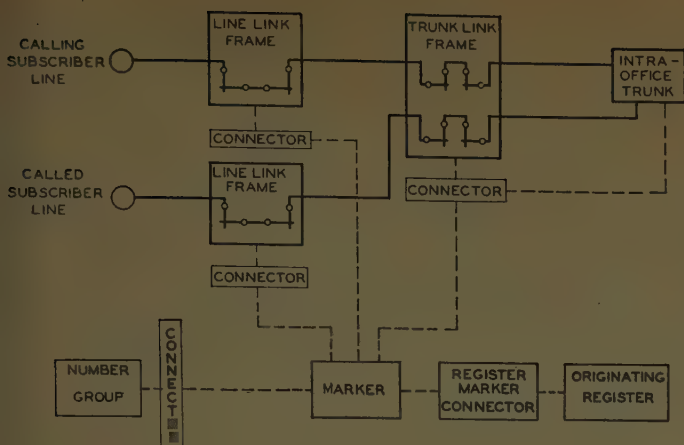 CALLING
SUBSCRIBER
LINE
LINE LINK
FRAME
TRUNK LINK
FRAME
INTRA-
OFFICE
TRUNK
CONNECTOR
CALLED
SUBSCRIBER
LINE
LINE LINK
FRAME
CONNECTOR
CONNECTOR
NUMBER
GROUP
MARKER
REGISTER
MARKER
CONNECTOR
ORIGINATING
REGISTER